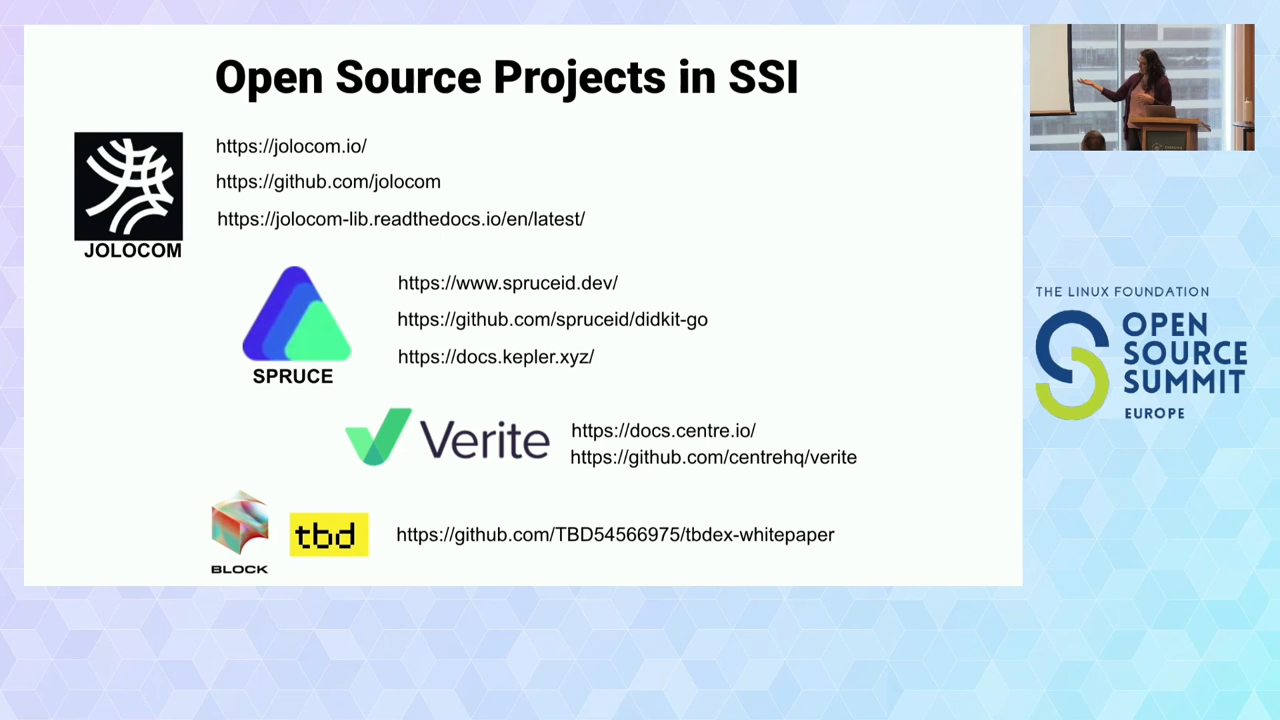 Open Source Projects in SSI
https://jolocom.io/
https://github.com/jolocom
https://jolocom-lib.readthedocs.io/en/latest/
JOLOCOM
https://www.spruceid.dev/
https://github.com/spruceid/didkit-go
https://docs.kepler.xyz/
SPRUCE
Verite
https://docs.centre.io/
https://github.com/centrehq/verite
BLOCK
tbd
https://github.com/TBD54566975/tbdex-whitepaper
THE LINUX FOUNDATION
OPEN
SOURCE
SUMMIT
EUROPE